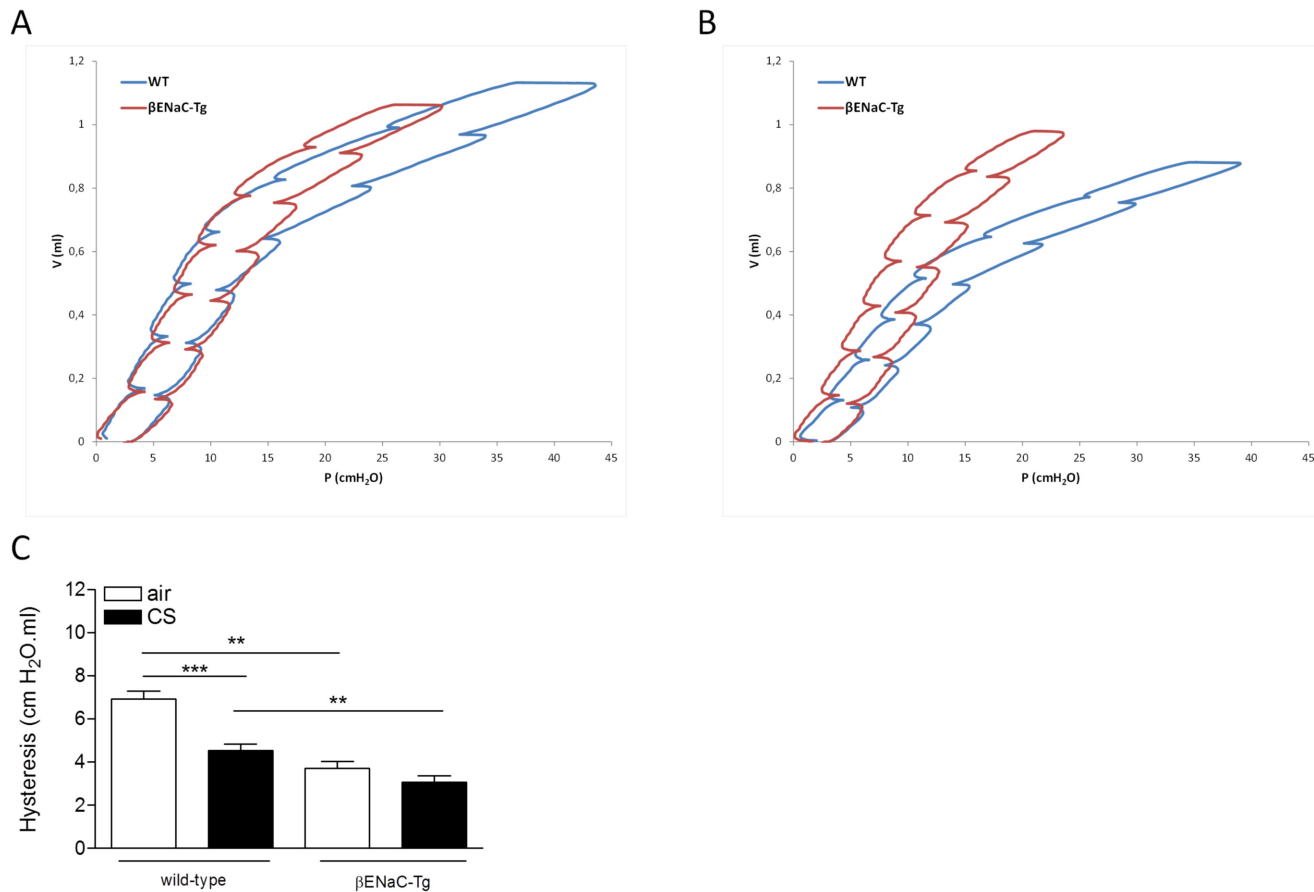 A
B
WT
βENaC-Tg
V (ml)
1,2
1
0,8
0,6
0,4
0,2
0
0 5 10 15 20 25 30 35 40 45
P (cmH₂O)
WT
βENaC-Tg
V (ml)
1,2
1
0,8
0,6
0,4
0,2
0
0 5 10 15 20 25 30 35 40 45
P (cmH₂O)
C
Hysteresis (cm H₂O.ml)
12
10
8
6
4
2
0
air
CS
**
***
**
wild-type βENaC-Tg